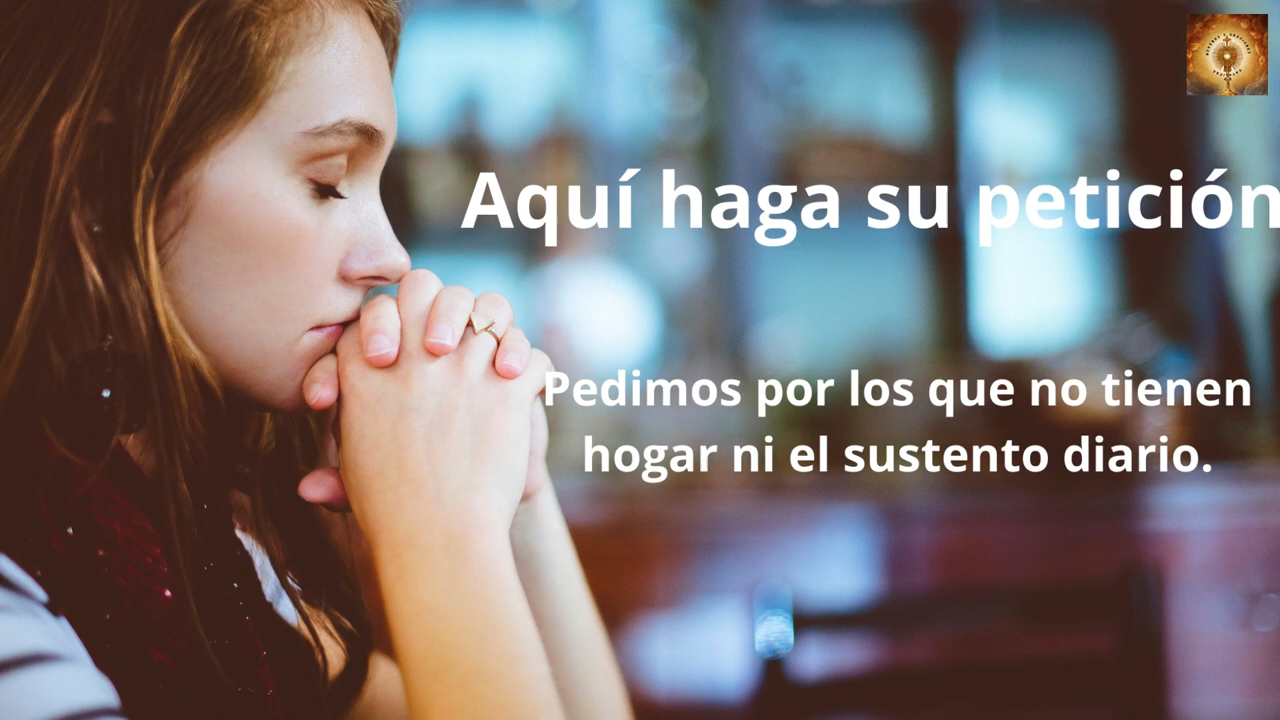 Aquí haga su petición
Pedimos por los que no tienen
hogar ni el sustento diario.